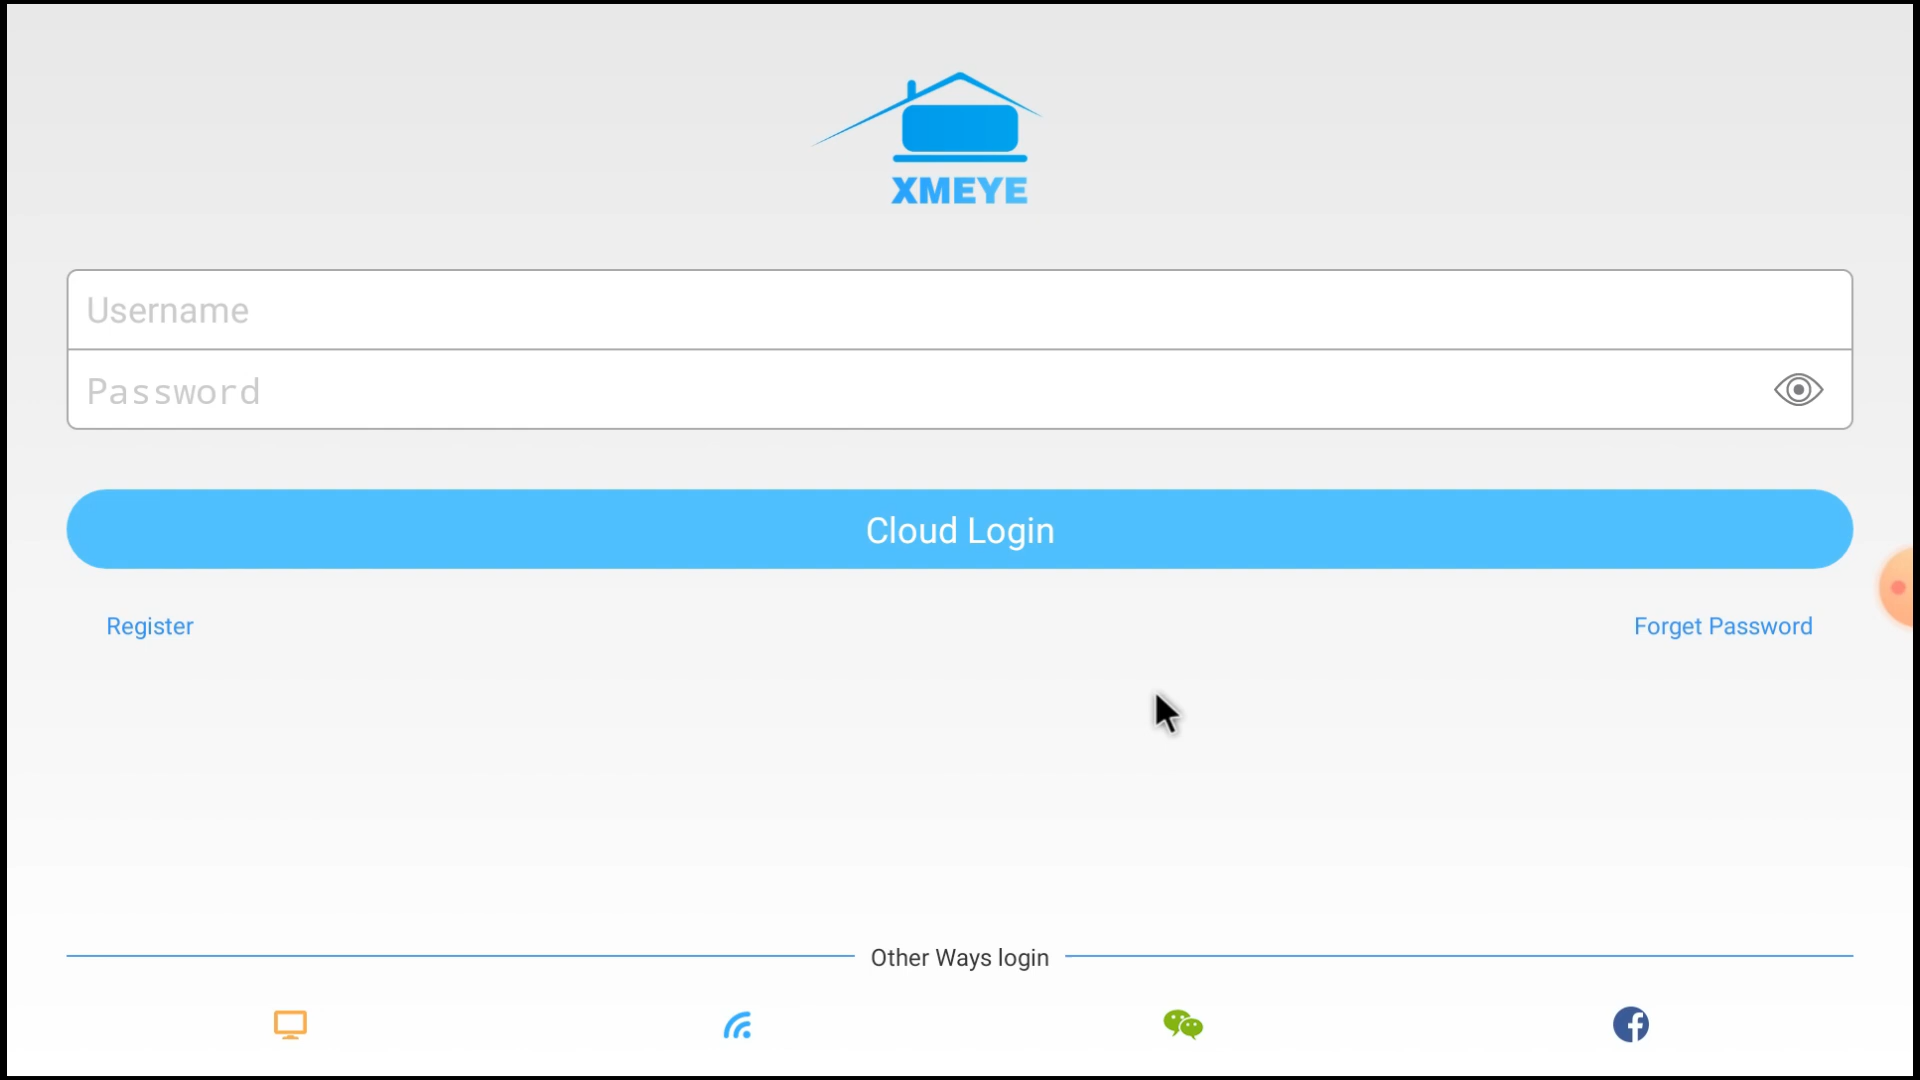 XMEYE
Username
Password
Cloud Login
Register
Forget Password
Other Ways login